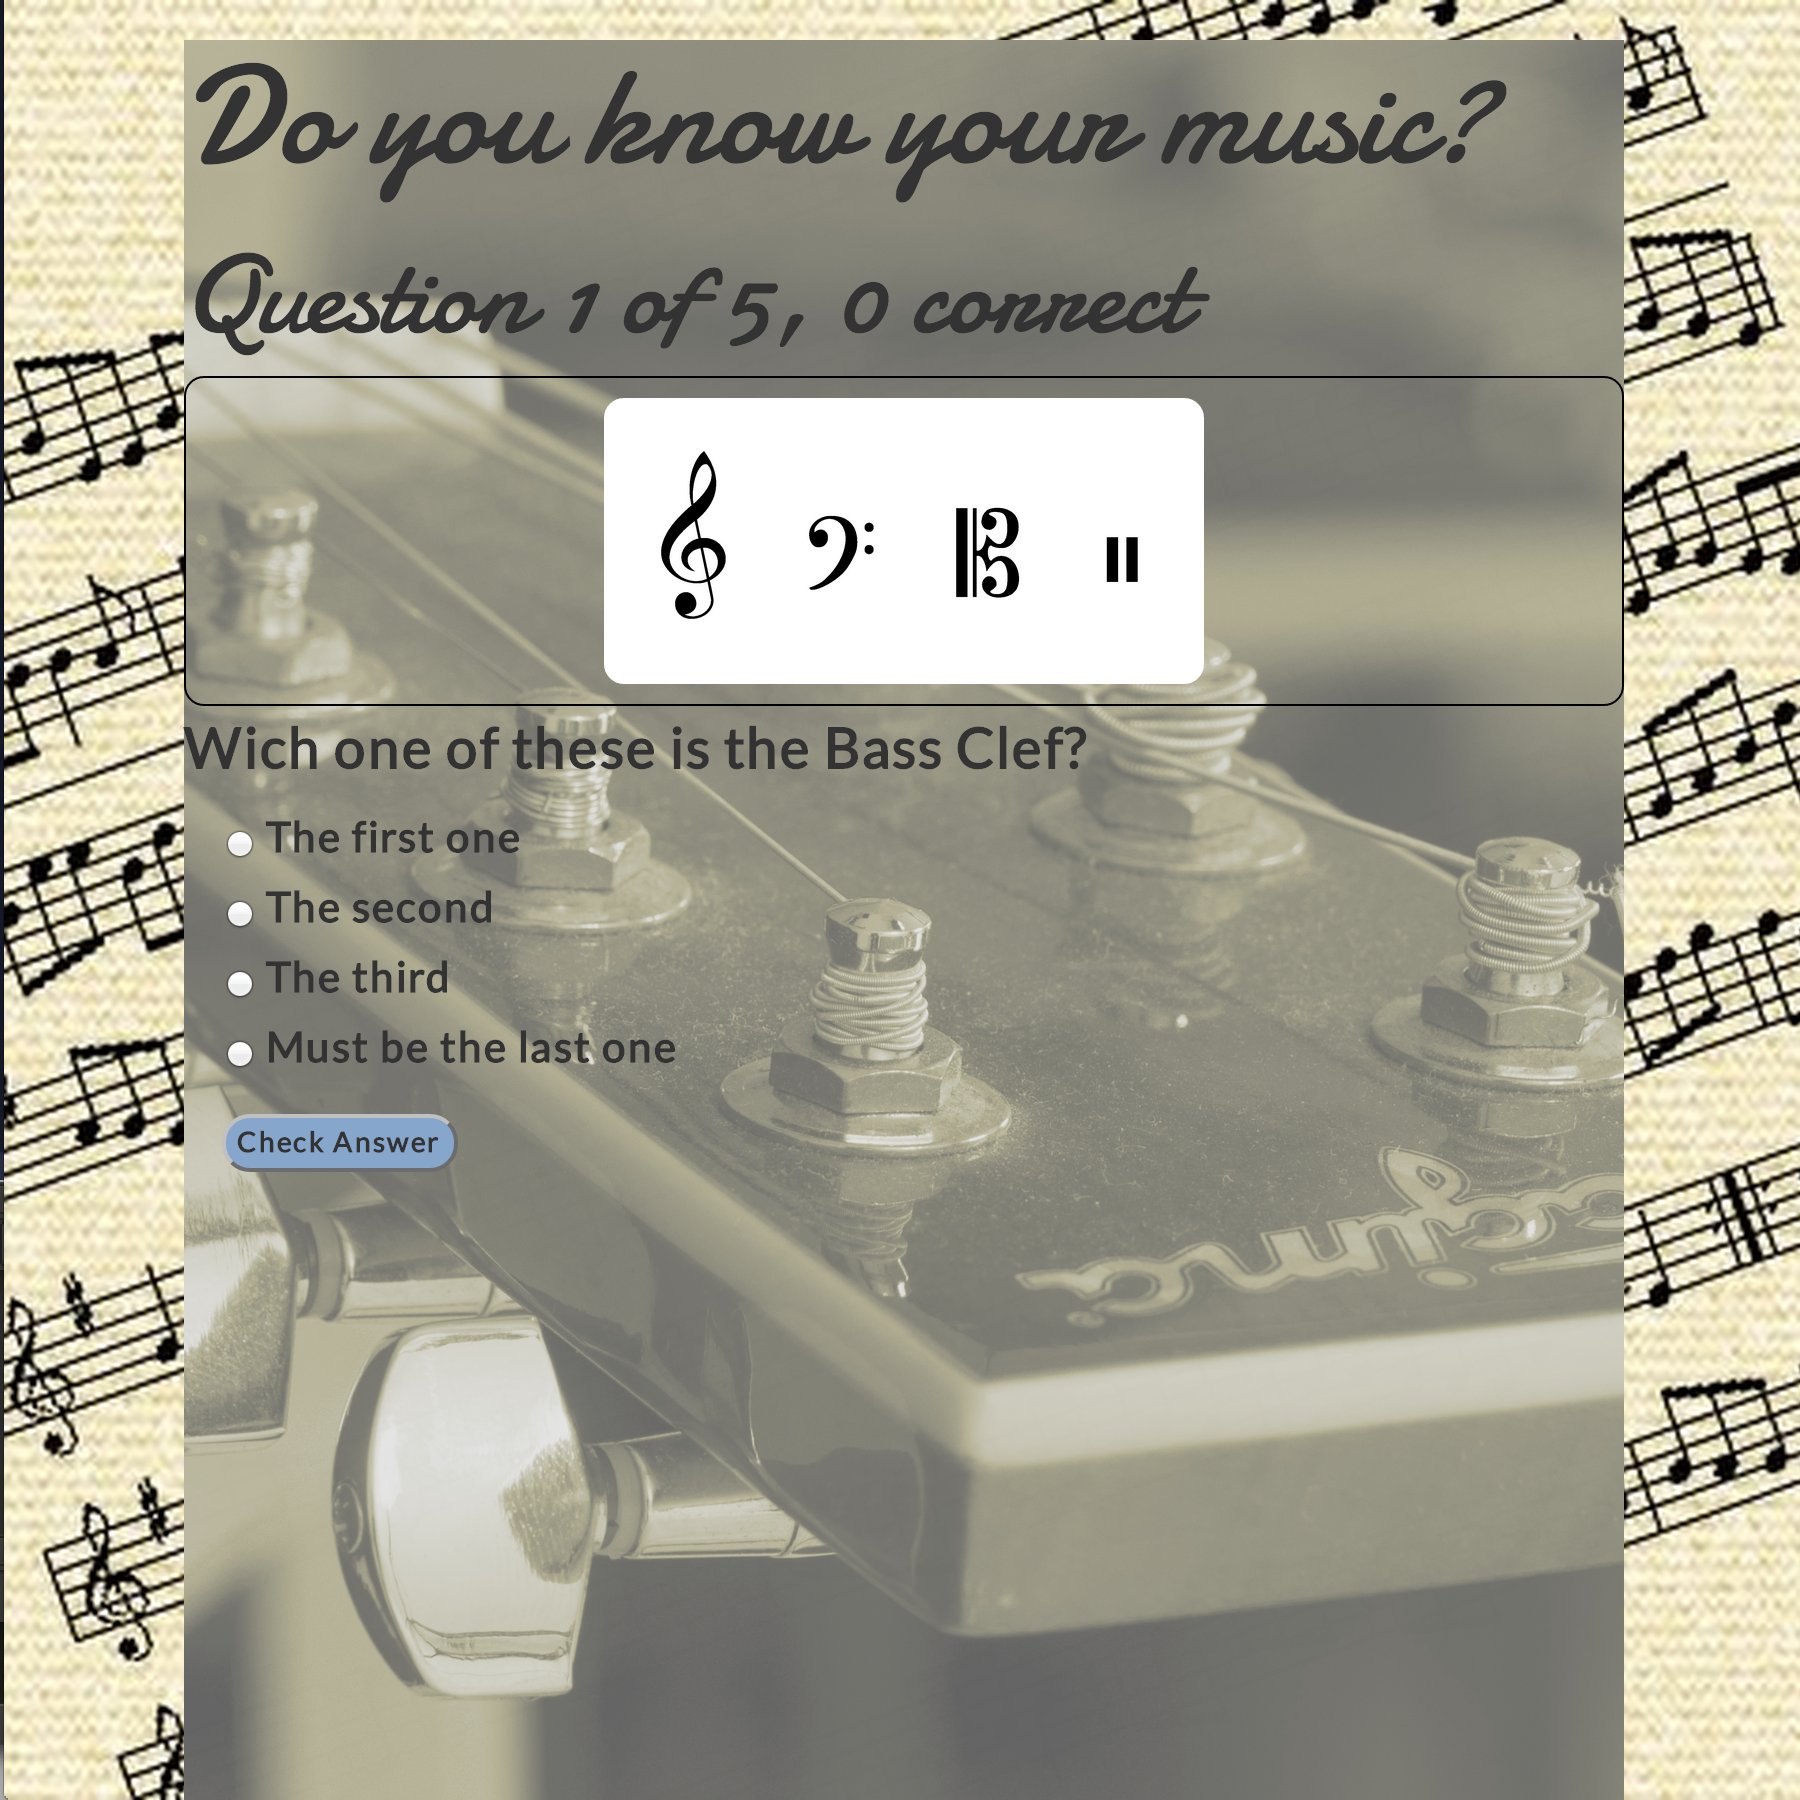 Do you know your music?
Question 1 of 5, 0 correct
Wich one of these is the Bass Clef?
The first one
The second
The third
Must be the last one
Check Answer